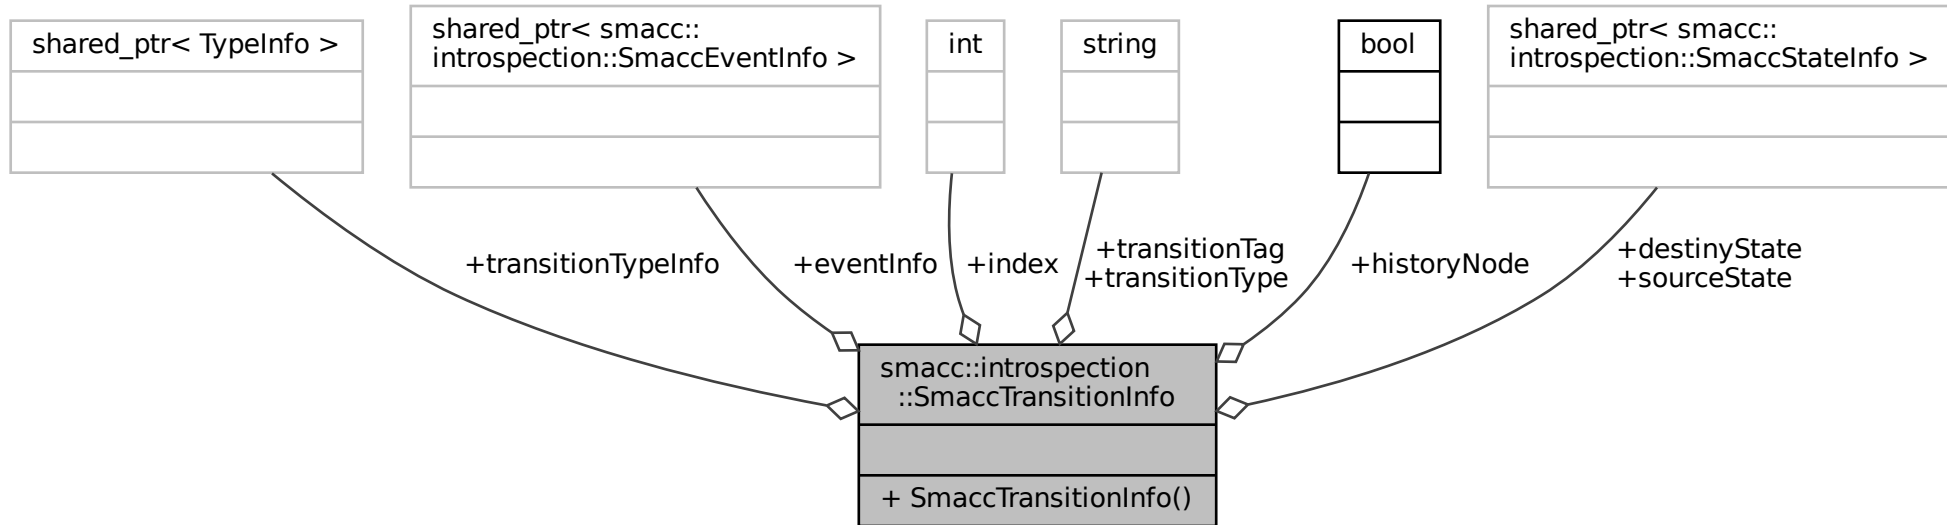 shared_ptr< TypeInfo >
shared_ptr< smacc::
introspection::SmaccEventInfo >
int
string
bool
shared_ptr< smacc::
introspection::SmaccStateInfo >
+transitionTypeInfo
+eventInfo
+index
+transitionTag
+transitionType
+historyNode
+destinyState
+sourceState
smacc::introspection
::SmaccTransitionInfo
+ SmaccTransitionInfo()